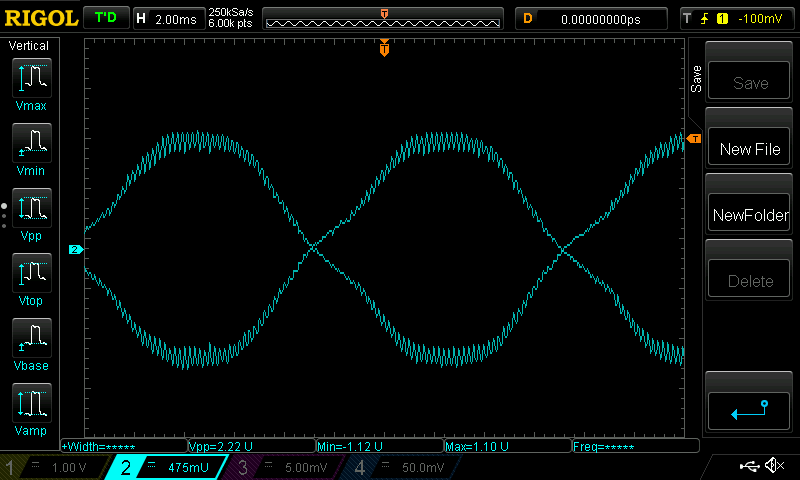 RIGOL T'D H 2.00ms 250kSa/s 6.00k pts T D 0.00000000ps T 1 -100mV
Vertical
Vmax
Vmin
Vpp
Vtop
Vbase
Vamp
T
T
2
Save
Save
New File
NewFolder
Delete
+Width=***** Vpp=2.22 U Min=-1.12 U Max=1.10 U Freq=*****
1 1.00 V 2 475mU 3 5.00mV 4 50.0mV